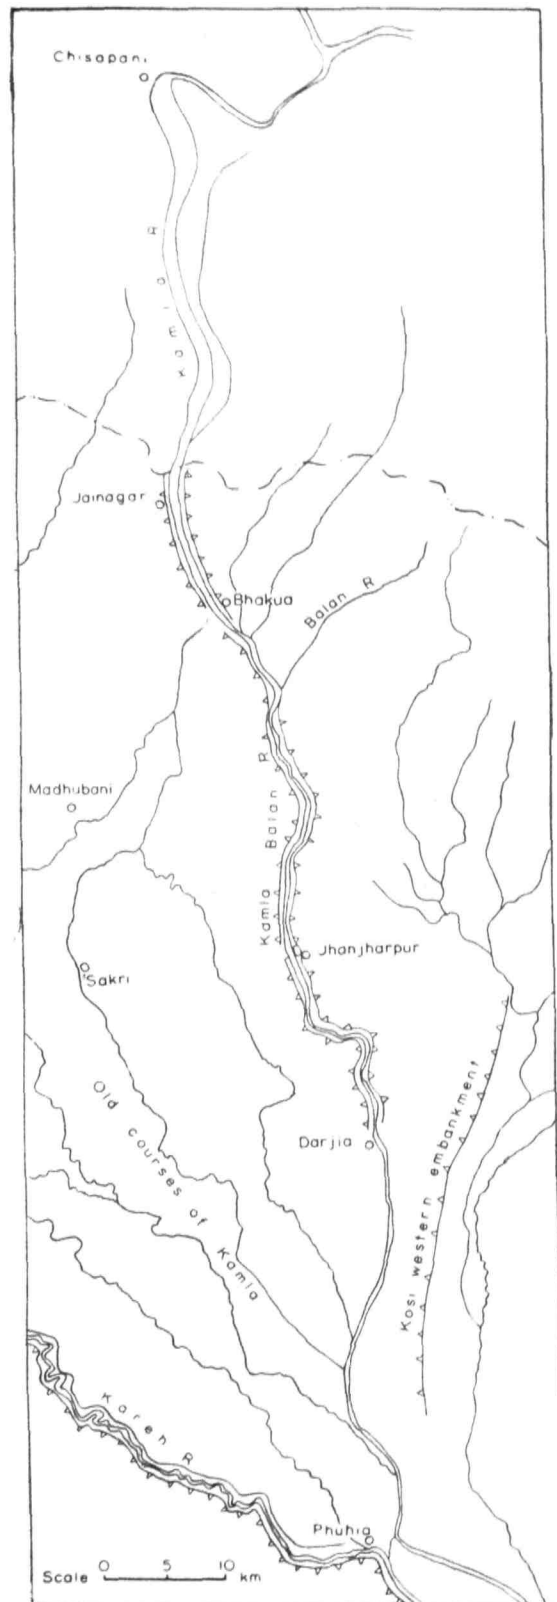 Chisapani
Kamla R
Jainagar
Bhakua
Balan R
Madhubani
Kamla Balan R
Jhanjharpur
Sakri
Old courses of Kamla
Darjia
Kosi western embankment
Kareh R
Phuhia
Scale 0 5 10 km